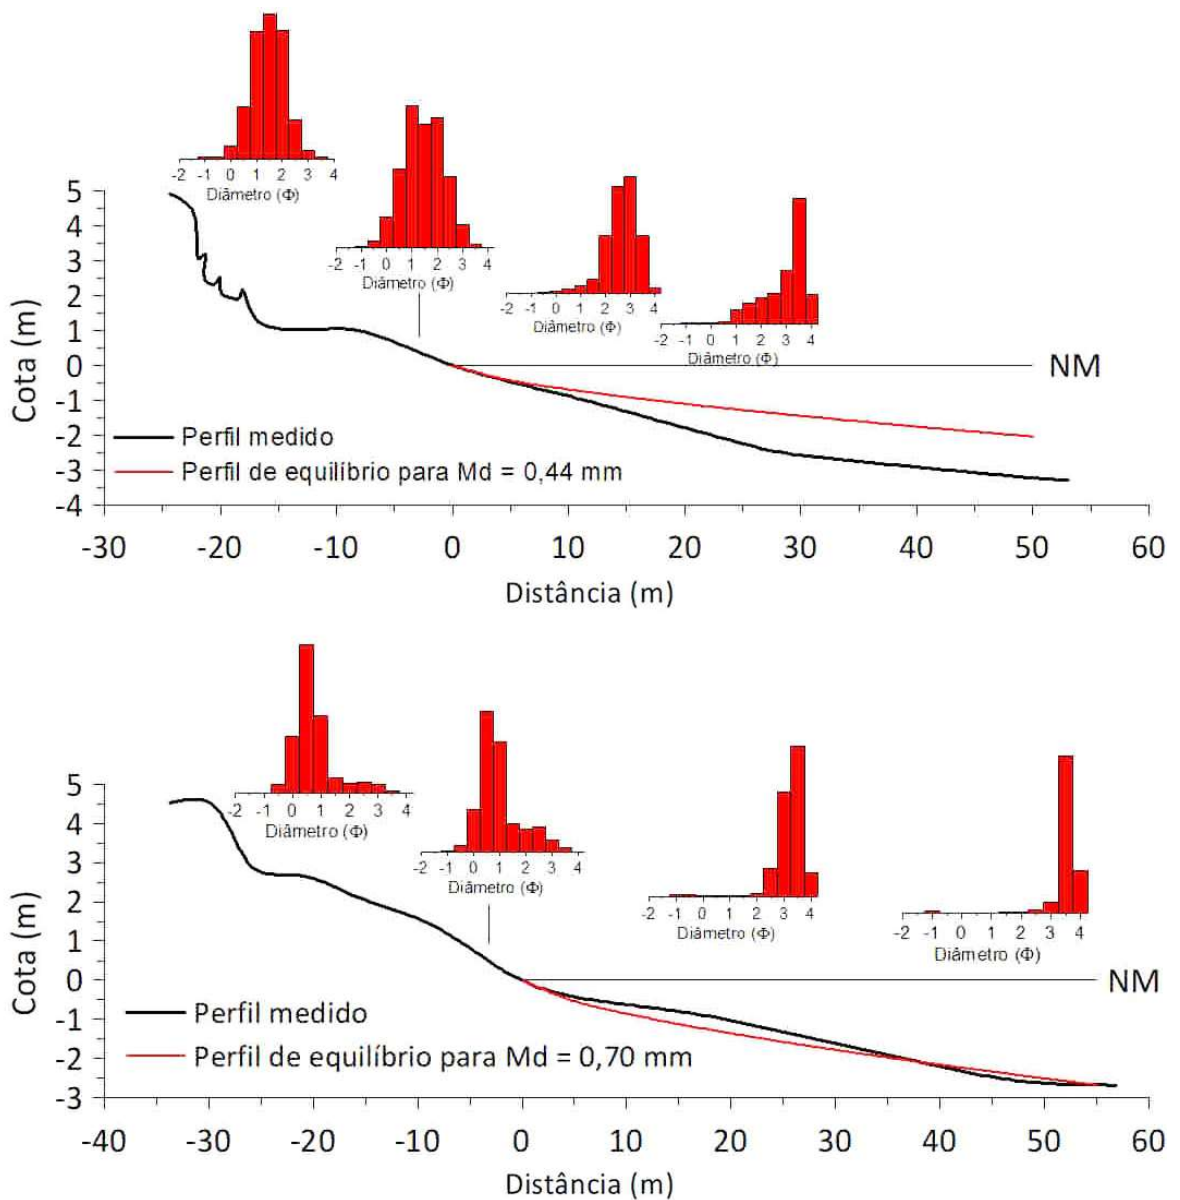 -2 -1 0 1 2 3 4
Diâmetro (Φ)
-2 -1 0 1 2 3 4
Diâmetro (Φ)
-2 -1 0 1 2 3 4
Diâmetro (Φ)
-2 -1 0 1 2 3 4
Diâmetro (Φ)
5
4
3
2
1
0
-1
-2
-3
-4
Cota (m)
NM
Perfil medido
Perfil de equilíbrio para Md = 0,44 mm
-30 -20 -10 0 10 20 30 40 50 60
Distância (m)
-2 -1 0 1 2 3 4
Diâmetro (Φ)
-2 -1 0 1 2 3 4
Diâmetro (Φ)
-2 -1 0 1 2 3 4
Diâmetro (Φ)
-2 -1 0 1 2 3 4
Diâmetro (Φ)
5
4
3
2
1
0
-1
-2
-3
Cota (m)
NM
Perfil medido
Perfil de equilíbrio para Md = 0,70 mm
-40 -30 -20 -10 0 10 20 30 40 50 60
Distância (m)